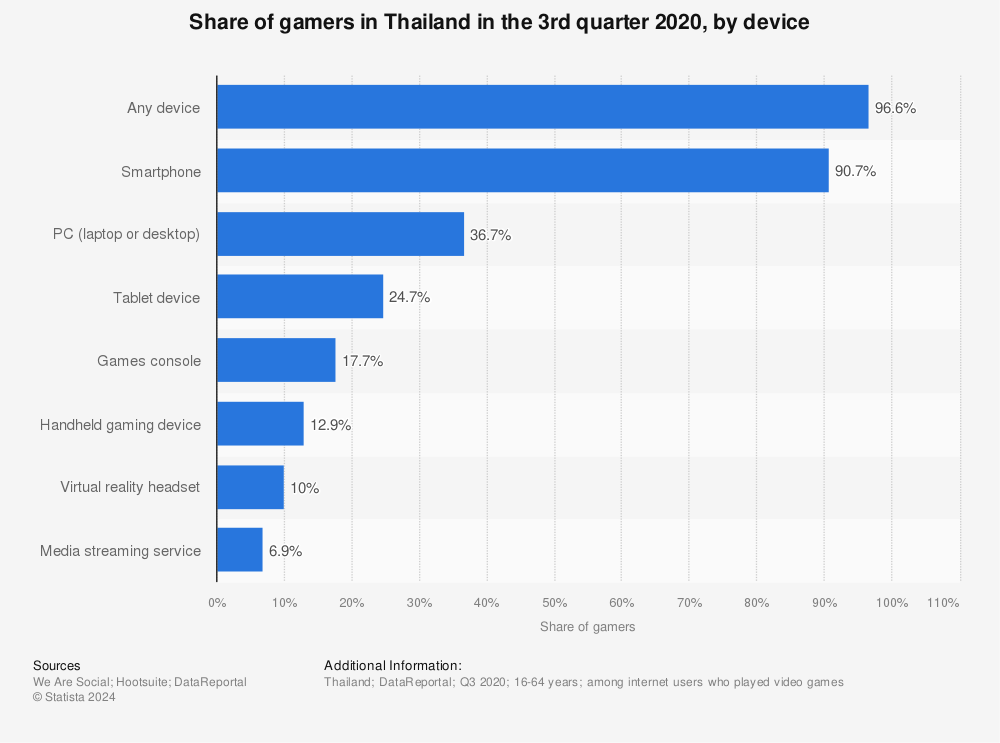 Share of gamers in Thailand in the 3rd quarter 2020, by device
Any device 96.6%
Smartphone 90.7%
PC (laptop or desktop) 36.7%
Tablet device 24.7%
Games console 17.7%
Handheld gaming device 12.9%
Virtual reality headset 10%
Media streaming service 6.9%
0% 10% 20% 30% 40% 50% 60% 70% 80% 90% 100% 110%
Share of gamers
Sources
We Are Social; Hootsuite; DataReportal
© Statista 2024
Additional Information:
Thailand; DataReportal; Q3 2020; 16-64 years; among internet users who played video games